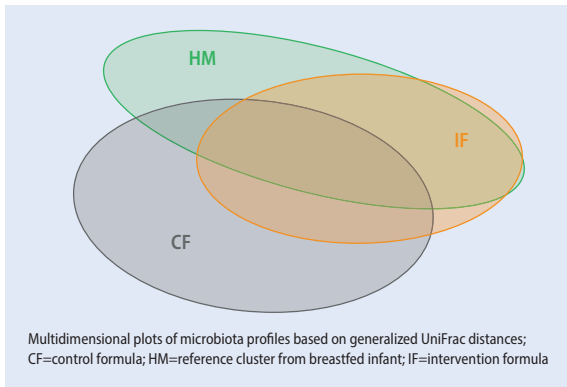 HM
IF
CF
Multidimensional plots of microbiota profiles based on generalized UniFrac distances;
CF=control formula; HM=reference cluster from breastfed infant; IF=intervention formula